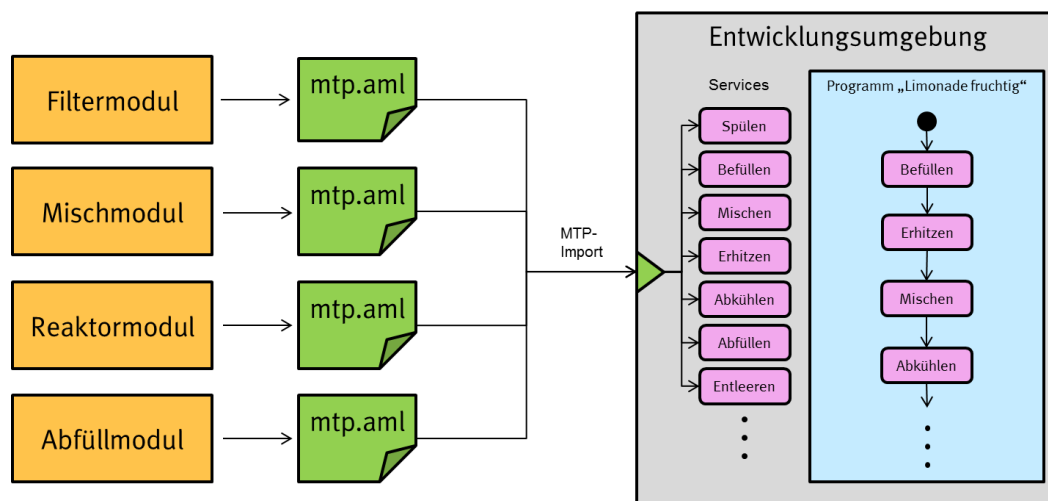 Filtermodul
mtp.aml
Mischmodul
mtp.aml
Reaktormodul
mtp.aml
Abfüllmodul
mtp.aml
MTP-
Import
Entwicklungsumgebung
Services
Spülen
Befüllen
Mischen
Erhitzen
Abkühlen
Abfüllen
Entleeren
Programm „Limonade fruchtig“
Befüllen
Erhitzen
Mischen
Abkühlen